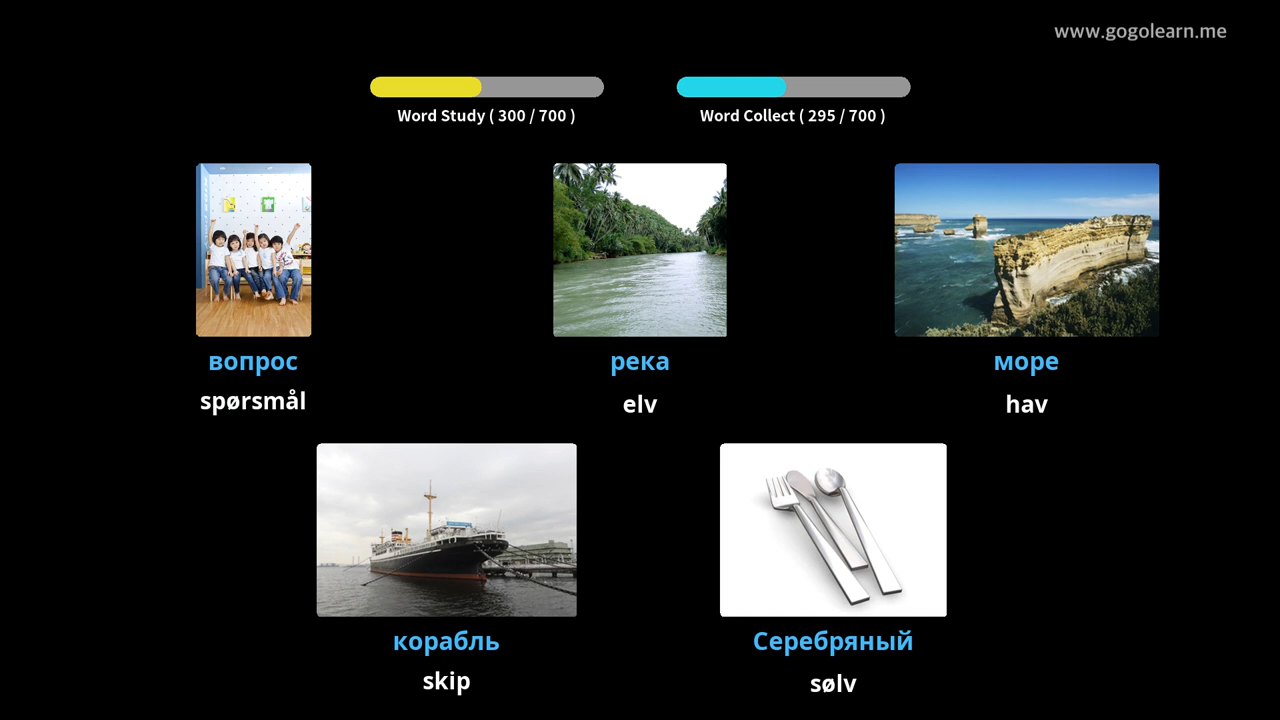 www.gogolearn.me
Word Study ( 300 / 700 )
Word Collect ( 295 / 700 )
вопрос
spørsmål
река
elv
море
hav
корабль
skip
Серебряный
sølv